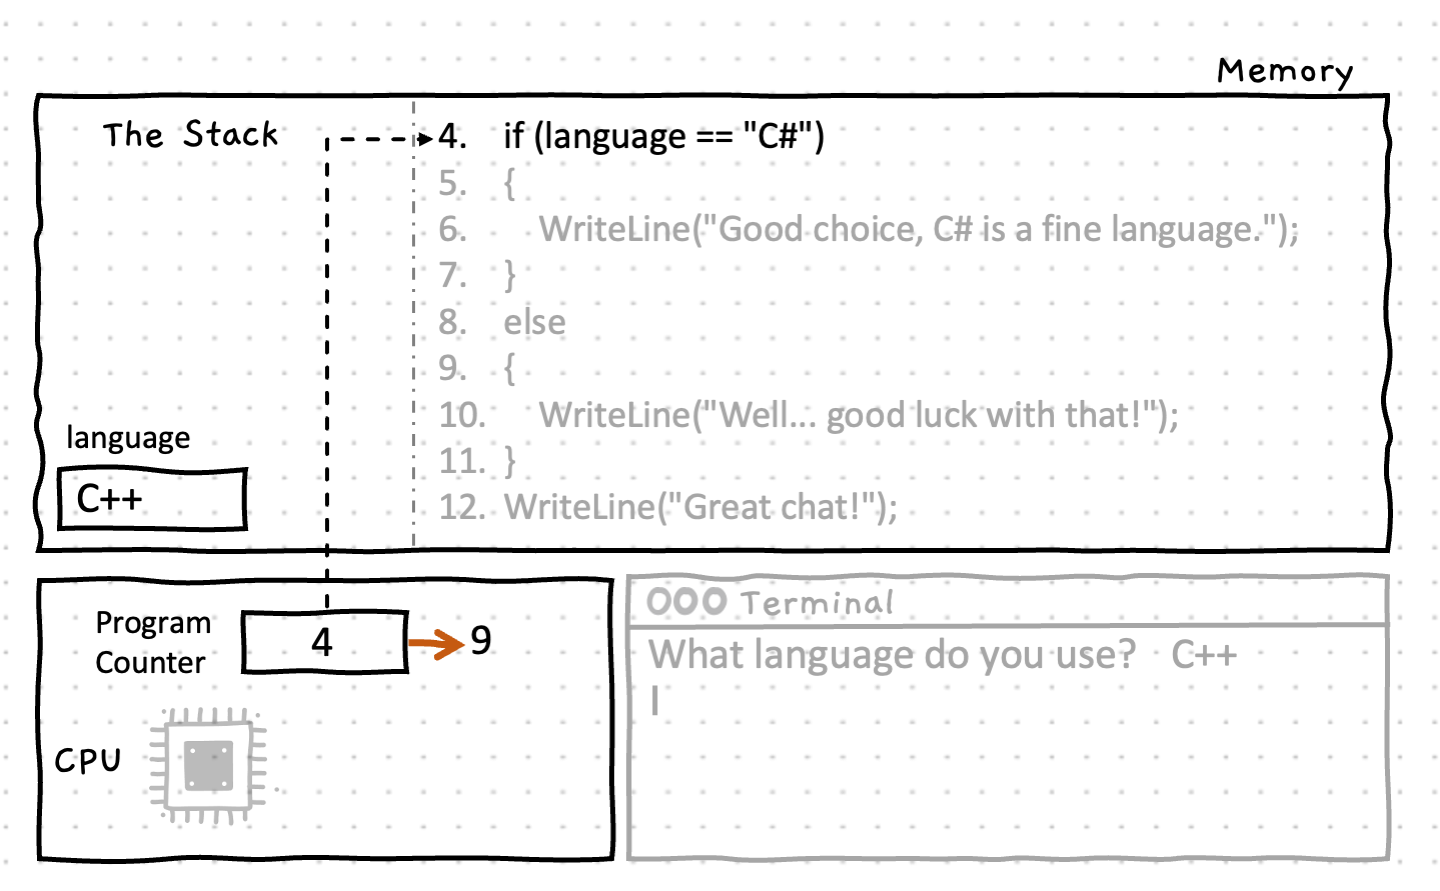 Memory
The Stack
4. if (language == "C#")
5. {
6. WriteLine("Good choice, C# is a fine language.");
7. }
8. else
9. {
10. WriteLine("Well... good luck with that!");
11. }
12. WriteLine("Great chat!");
language
C++
Program
Counter
4
9
CPU
Terminal
What language do you use? C++